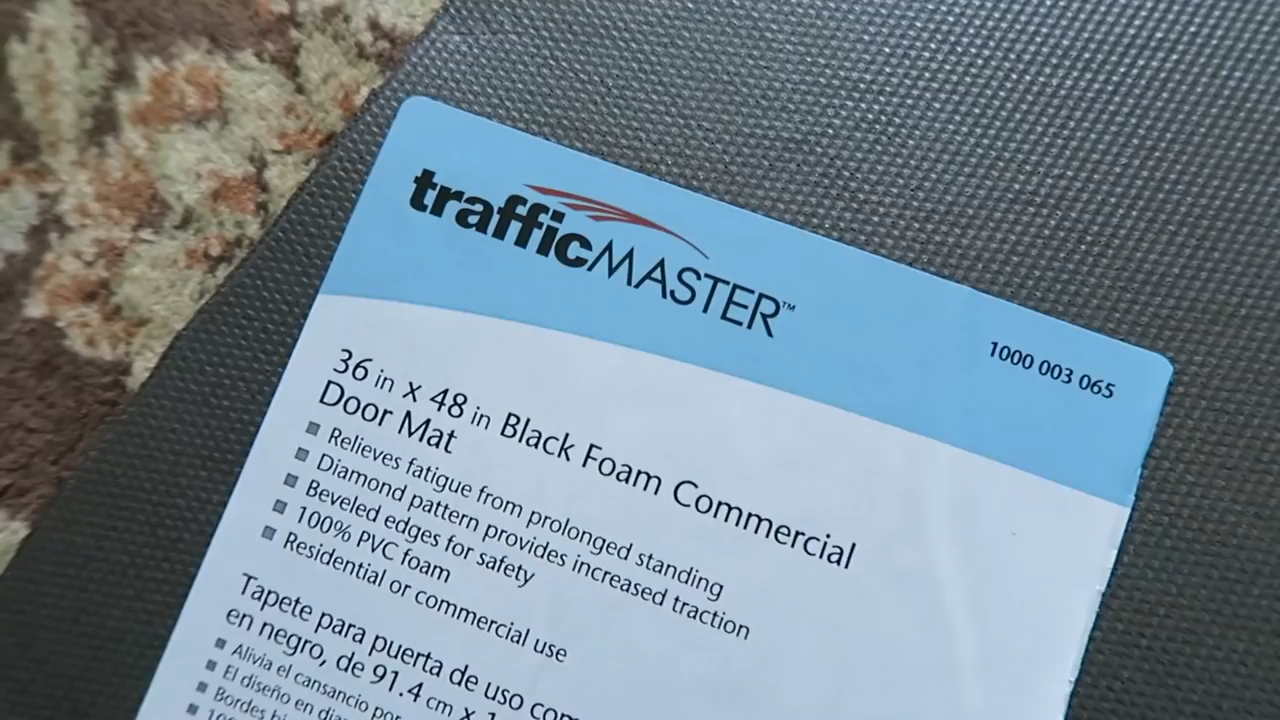 trafficMASTER™
1000 003 065
36 in x 48 in Black Foam Commercial
Door Mat
Relieves fatigue from prolonged standing
Diamond pattern provides increased traction
Beveled edges for safety
100% PVC foam
Residential or commercial use
Tapete para puerta de uso
en negro, de 91.4 cm x
Alivia el cansancio por
El diseño en
Bordes